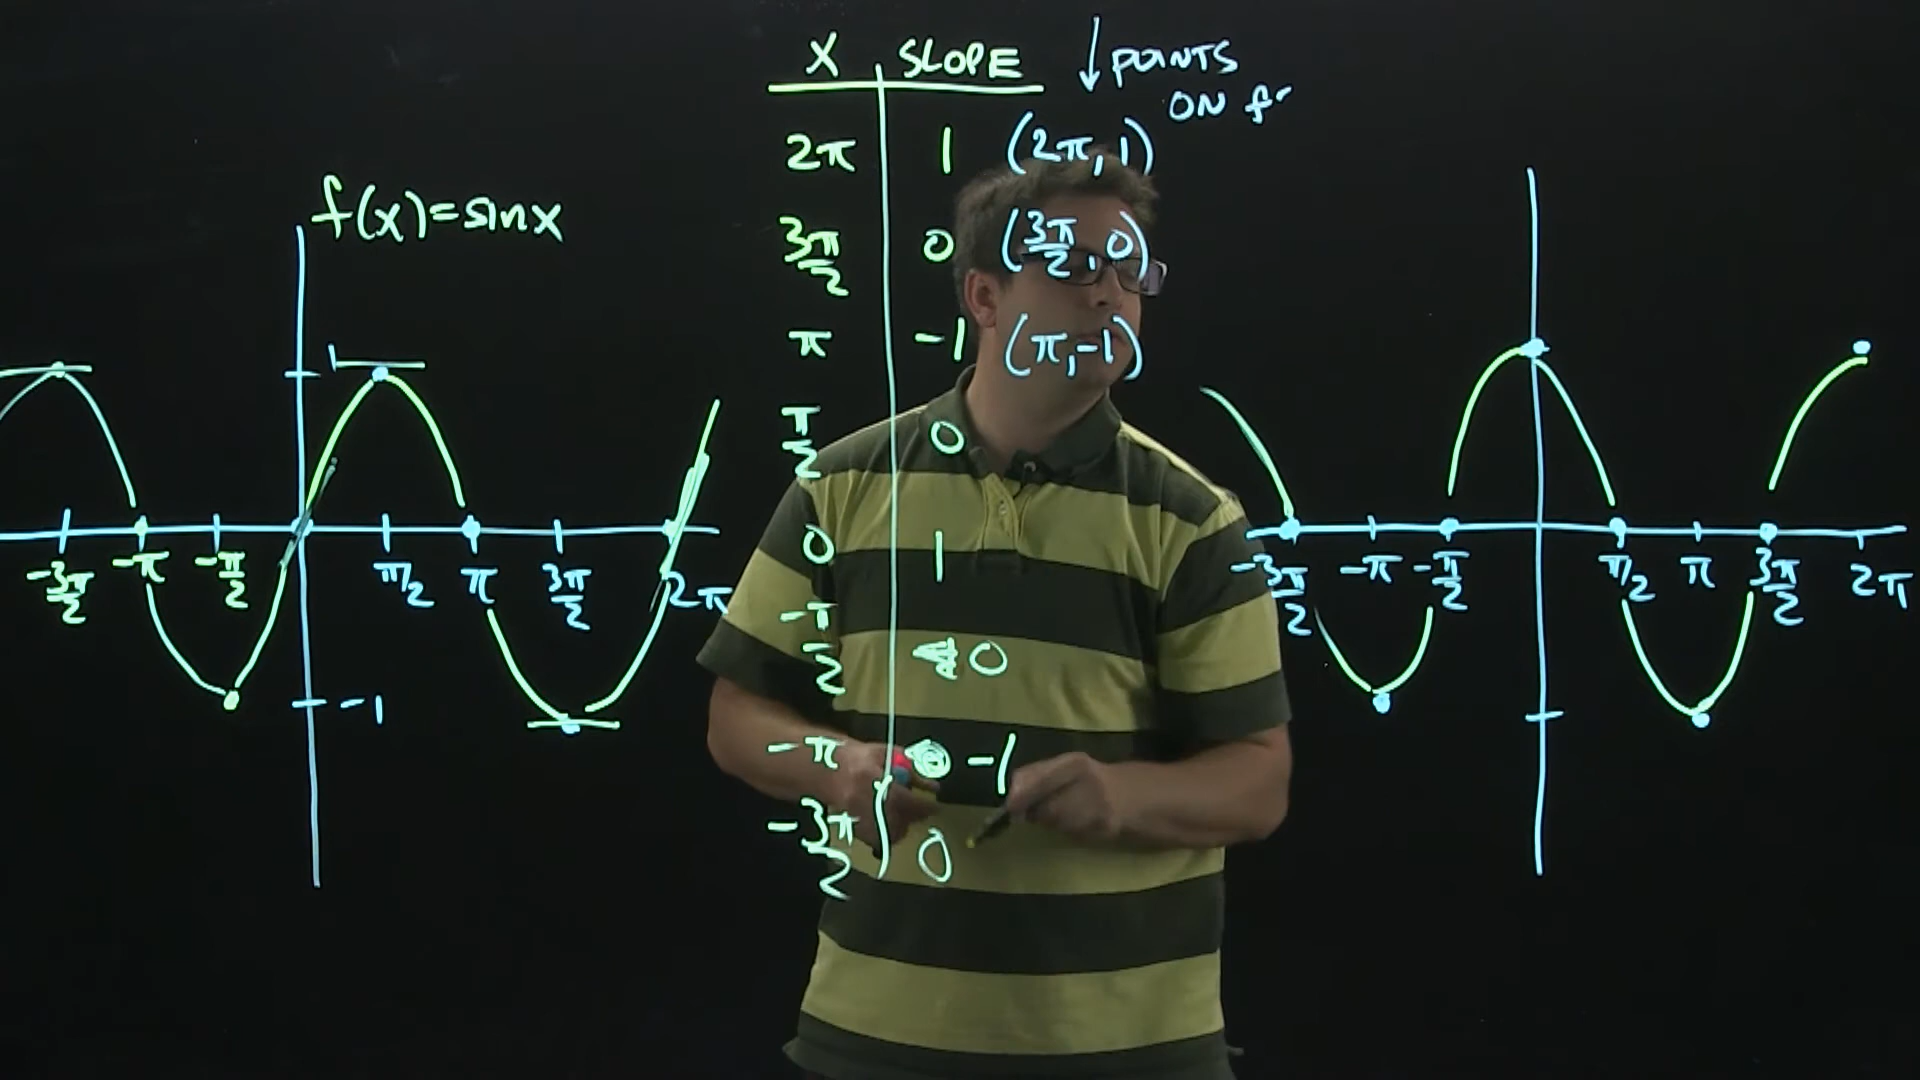 f(x)=sinx
1
-1
-3π/2 -π -π/2 π/2 π 3π/2 2π
X SLOPE ↓ POINTS
ON f'
2π 1 (2π, 1)
3π/2 0 (3π/2, 0)
π -1 (π, -1)
π/2 0
0 1
-π/2 0
-π -1
-3π/2 0
-3π/2 -π -π/2 π/2 π 3π/2 2π